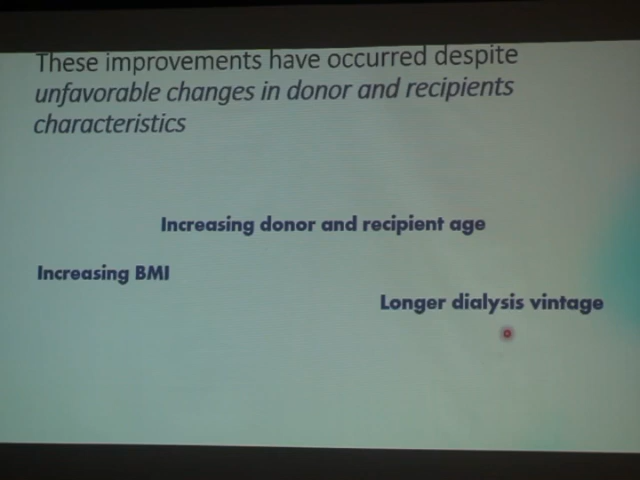 These improvements have occurred despite
unfavorable changes in donor and recipients
characteristics
Increasing donor and recipient age
Increasing BMI
Longer dialysis vintage